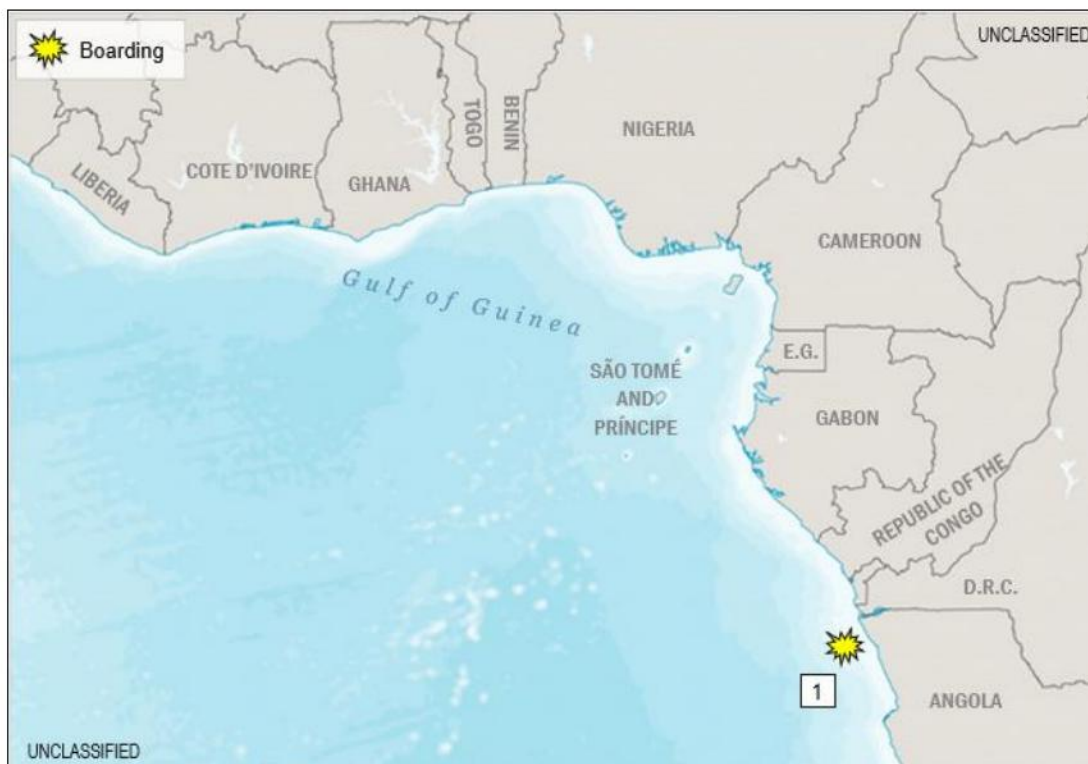 Boarding
UNCLASSIFIED
NIGERIA
TOGO
BENIN
COTE D'IVOIRE
GHANA
LIBERIA
CAMEROON
Gulf of Guinea
E.G.
SÃO TOMÉ
AND
PRÍNCIPE
GABON
REPUBLIC OF THE
CONGO
D.R.C.
1
ANGOLA
UNCLASSIFIED